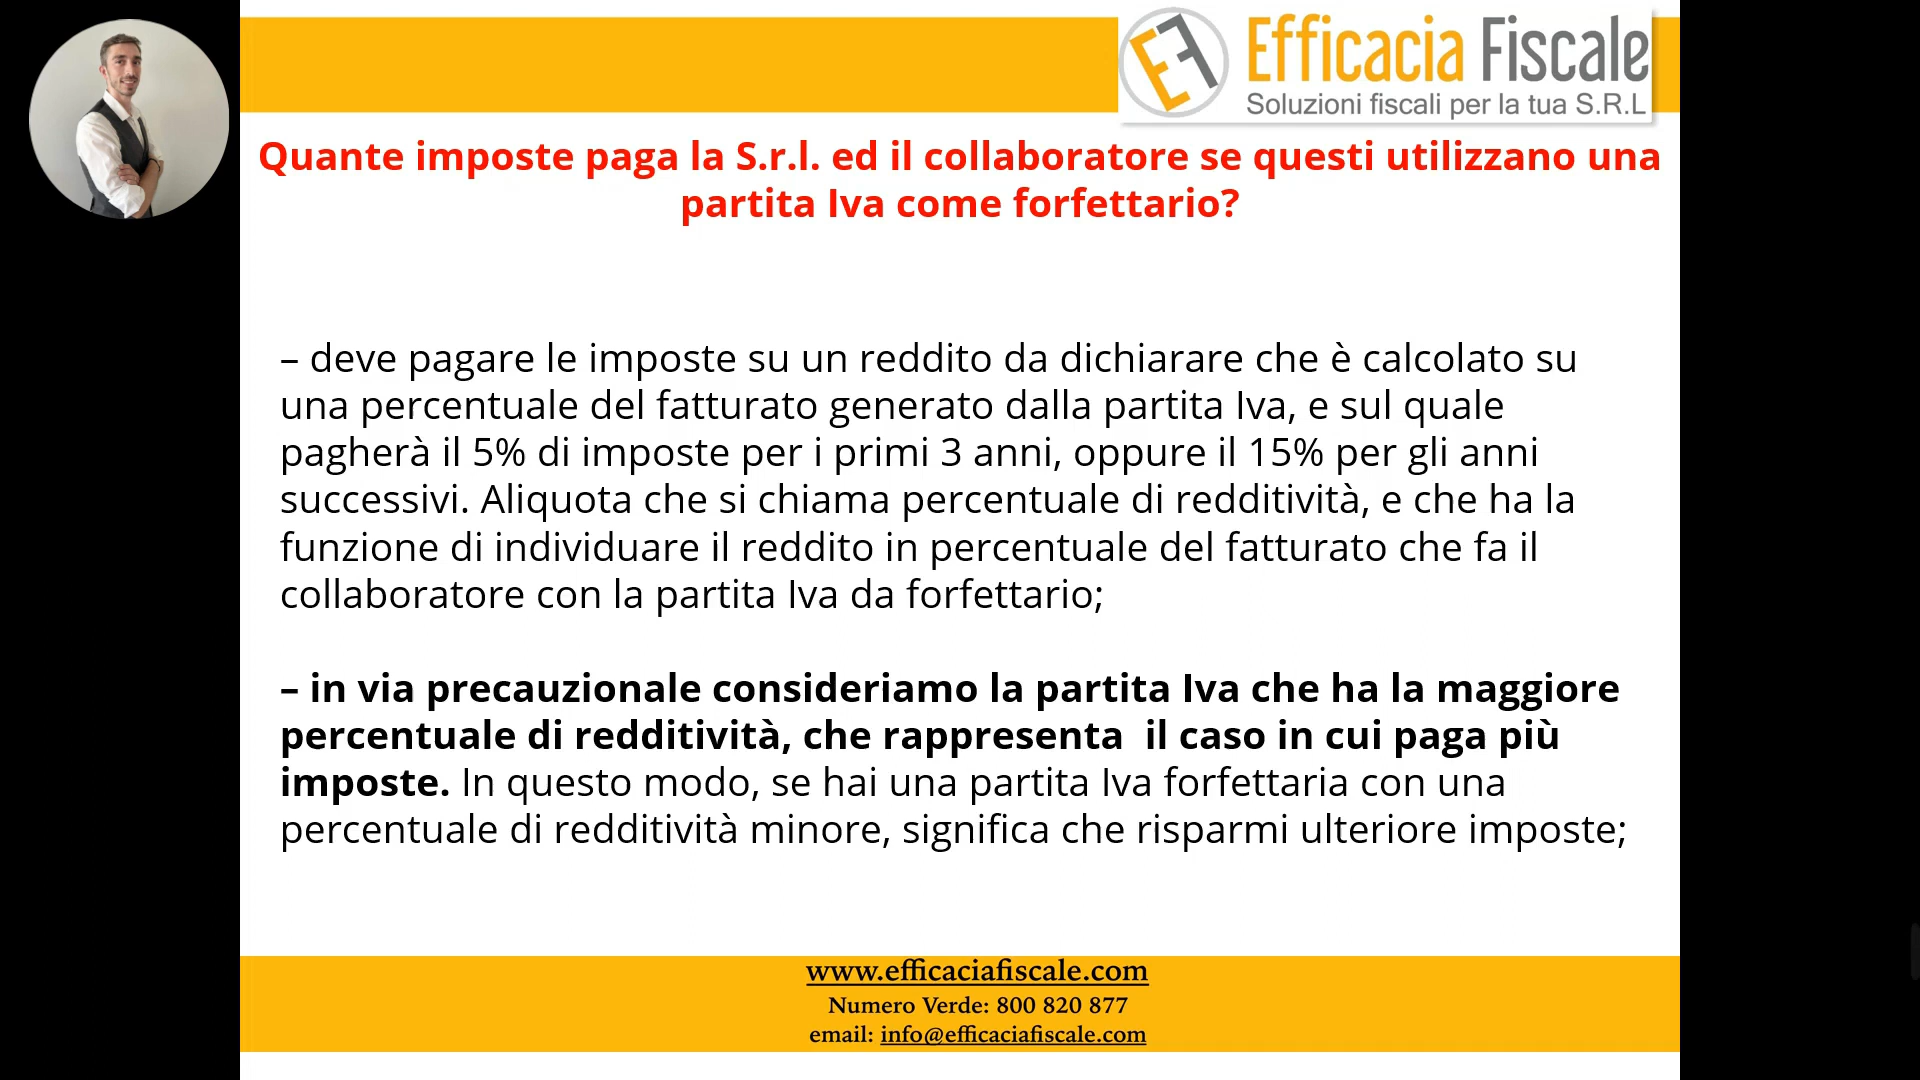 EF Efficacia Fiscale
Soluzioni fiscali per la tua S.R.L
Quante imposte paga la S.r.l. ed il collaboratore se questi utilizzano una
partita Iva come forfettario?
– deve pagare le imposte su un reddito da dichiarare che è calcolato su
una percentuale del fatturato generato dalla partita Iva, e sul quale
pagherà il 5% di imposte per i primi 3 anni, oppure il 15% per gli anni
successivi. Aliquota che si chiama percentuale di redditività, e che ha la
funzione di individuare il reddito in percentuale del fatturato che fa il
collaboratore con la partita Iva da forfettario;
– in via precauzionale consideriamo la partita Iva che ha la maggiore
percentuale di redditività, che rappresenta  il caso in cui paga più
imposte. In questo modo, se hai una partita Iva forfettaria con una
percentuale di redditività minore, significa che risparmi ulteriore imposte;
www.efficaciafiscale.com
Numero Verde: 800 820 877
email: info@efficaciafiscale.com